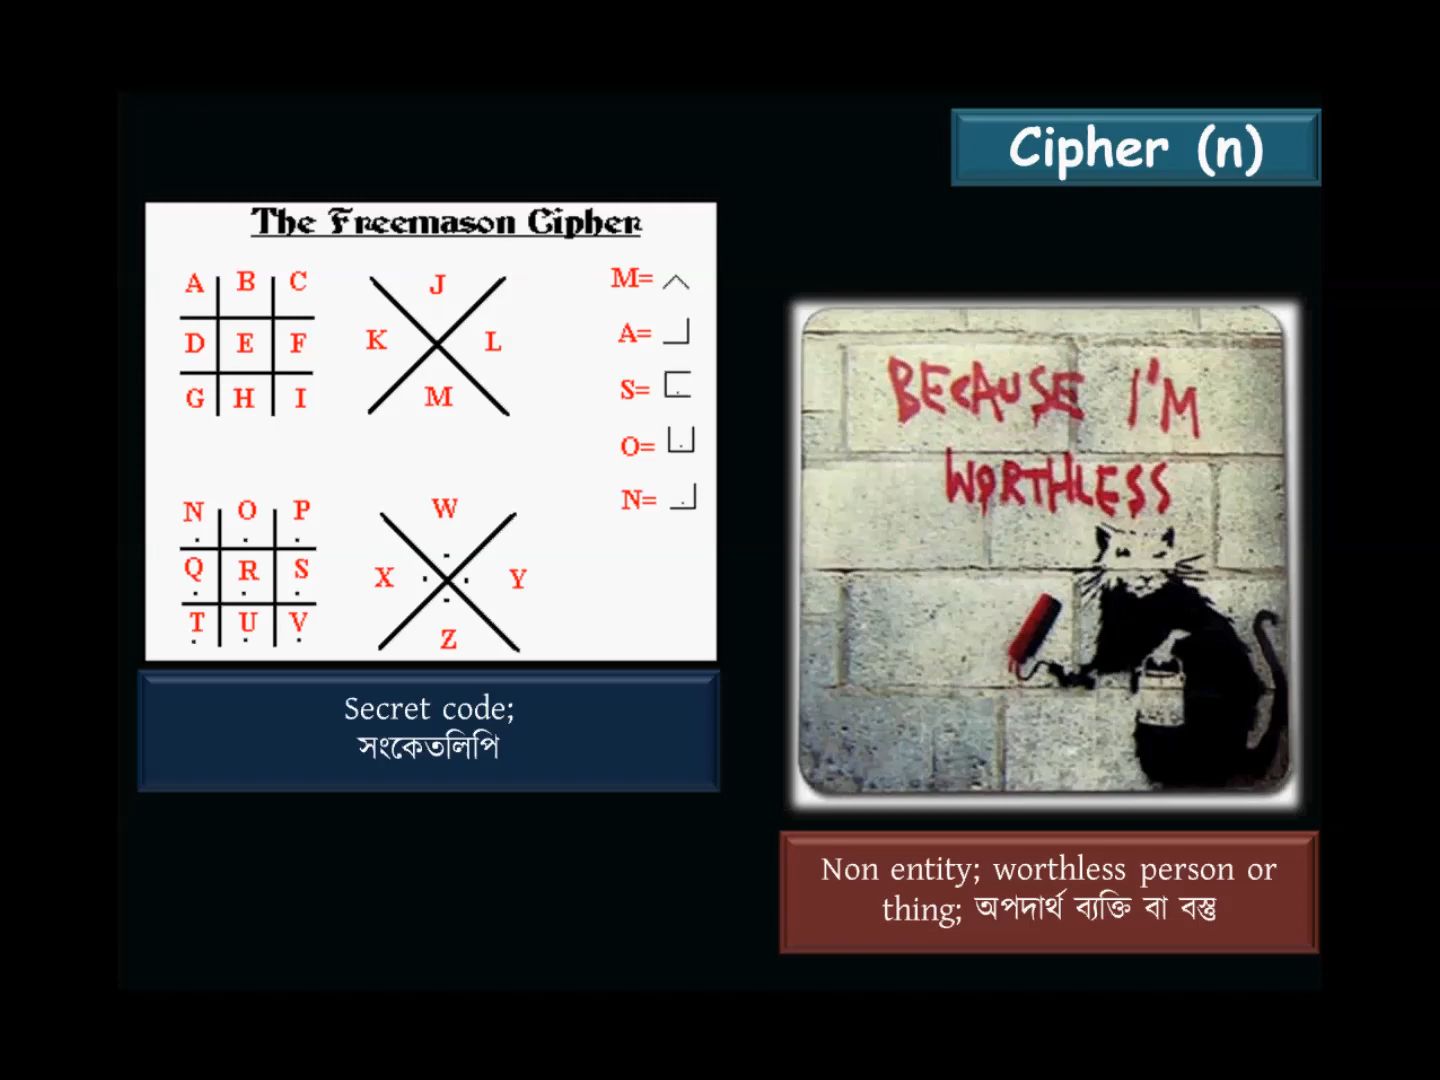 Cipher (n)
The Freemason Cipher
A B C
D E F
G H I
J
K L
M
M=
A=
S=
O=
N=
N O P
Q R S
T U V
W
X Y
Z
Secret code;
সংকেতলিপি
BECAUSE I'M
WORTHLESS
Non entity; worthless person or
thing; অপদার্থ ব্যক্তি বা বস্তু